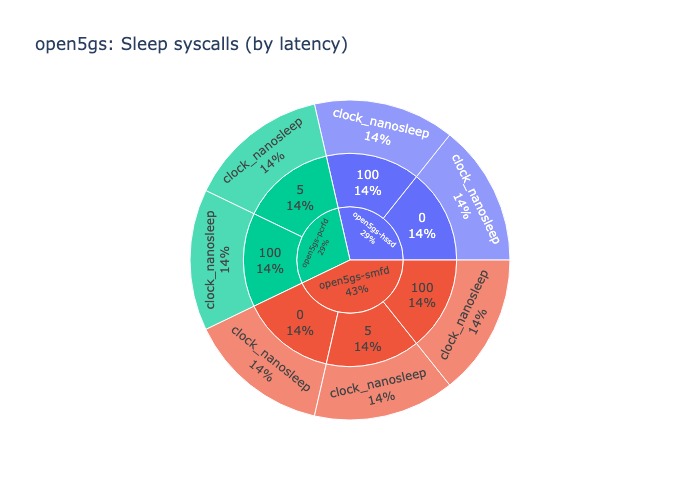 open5gs: Sleep syscalls (by latency)
clock_nanosleep
14%
clock_nanosleep
14%
100
14%
0
14%
open5gs-hssd
29%
clock_nanosleep
14%
5
14%
clock_nanosleep
14%
100
14%
open5gs-pcrfd
29%
open5gs-smfd
43%
100
14%
clock_nanosleep
14%
0
14%
5
14%
clock_nanosleep
14%
clock_nanosleep
14%